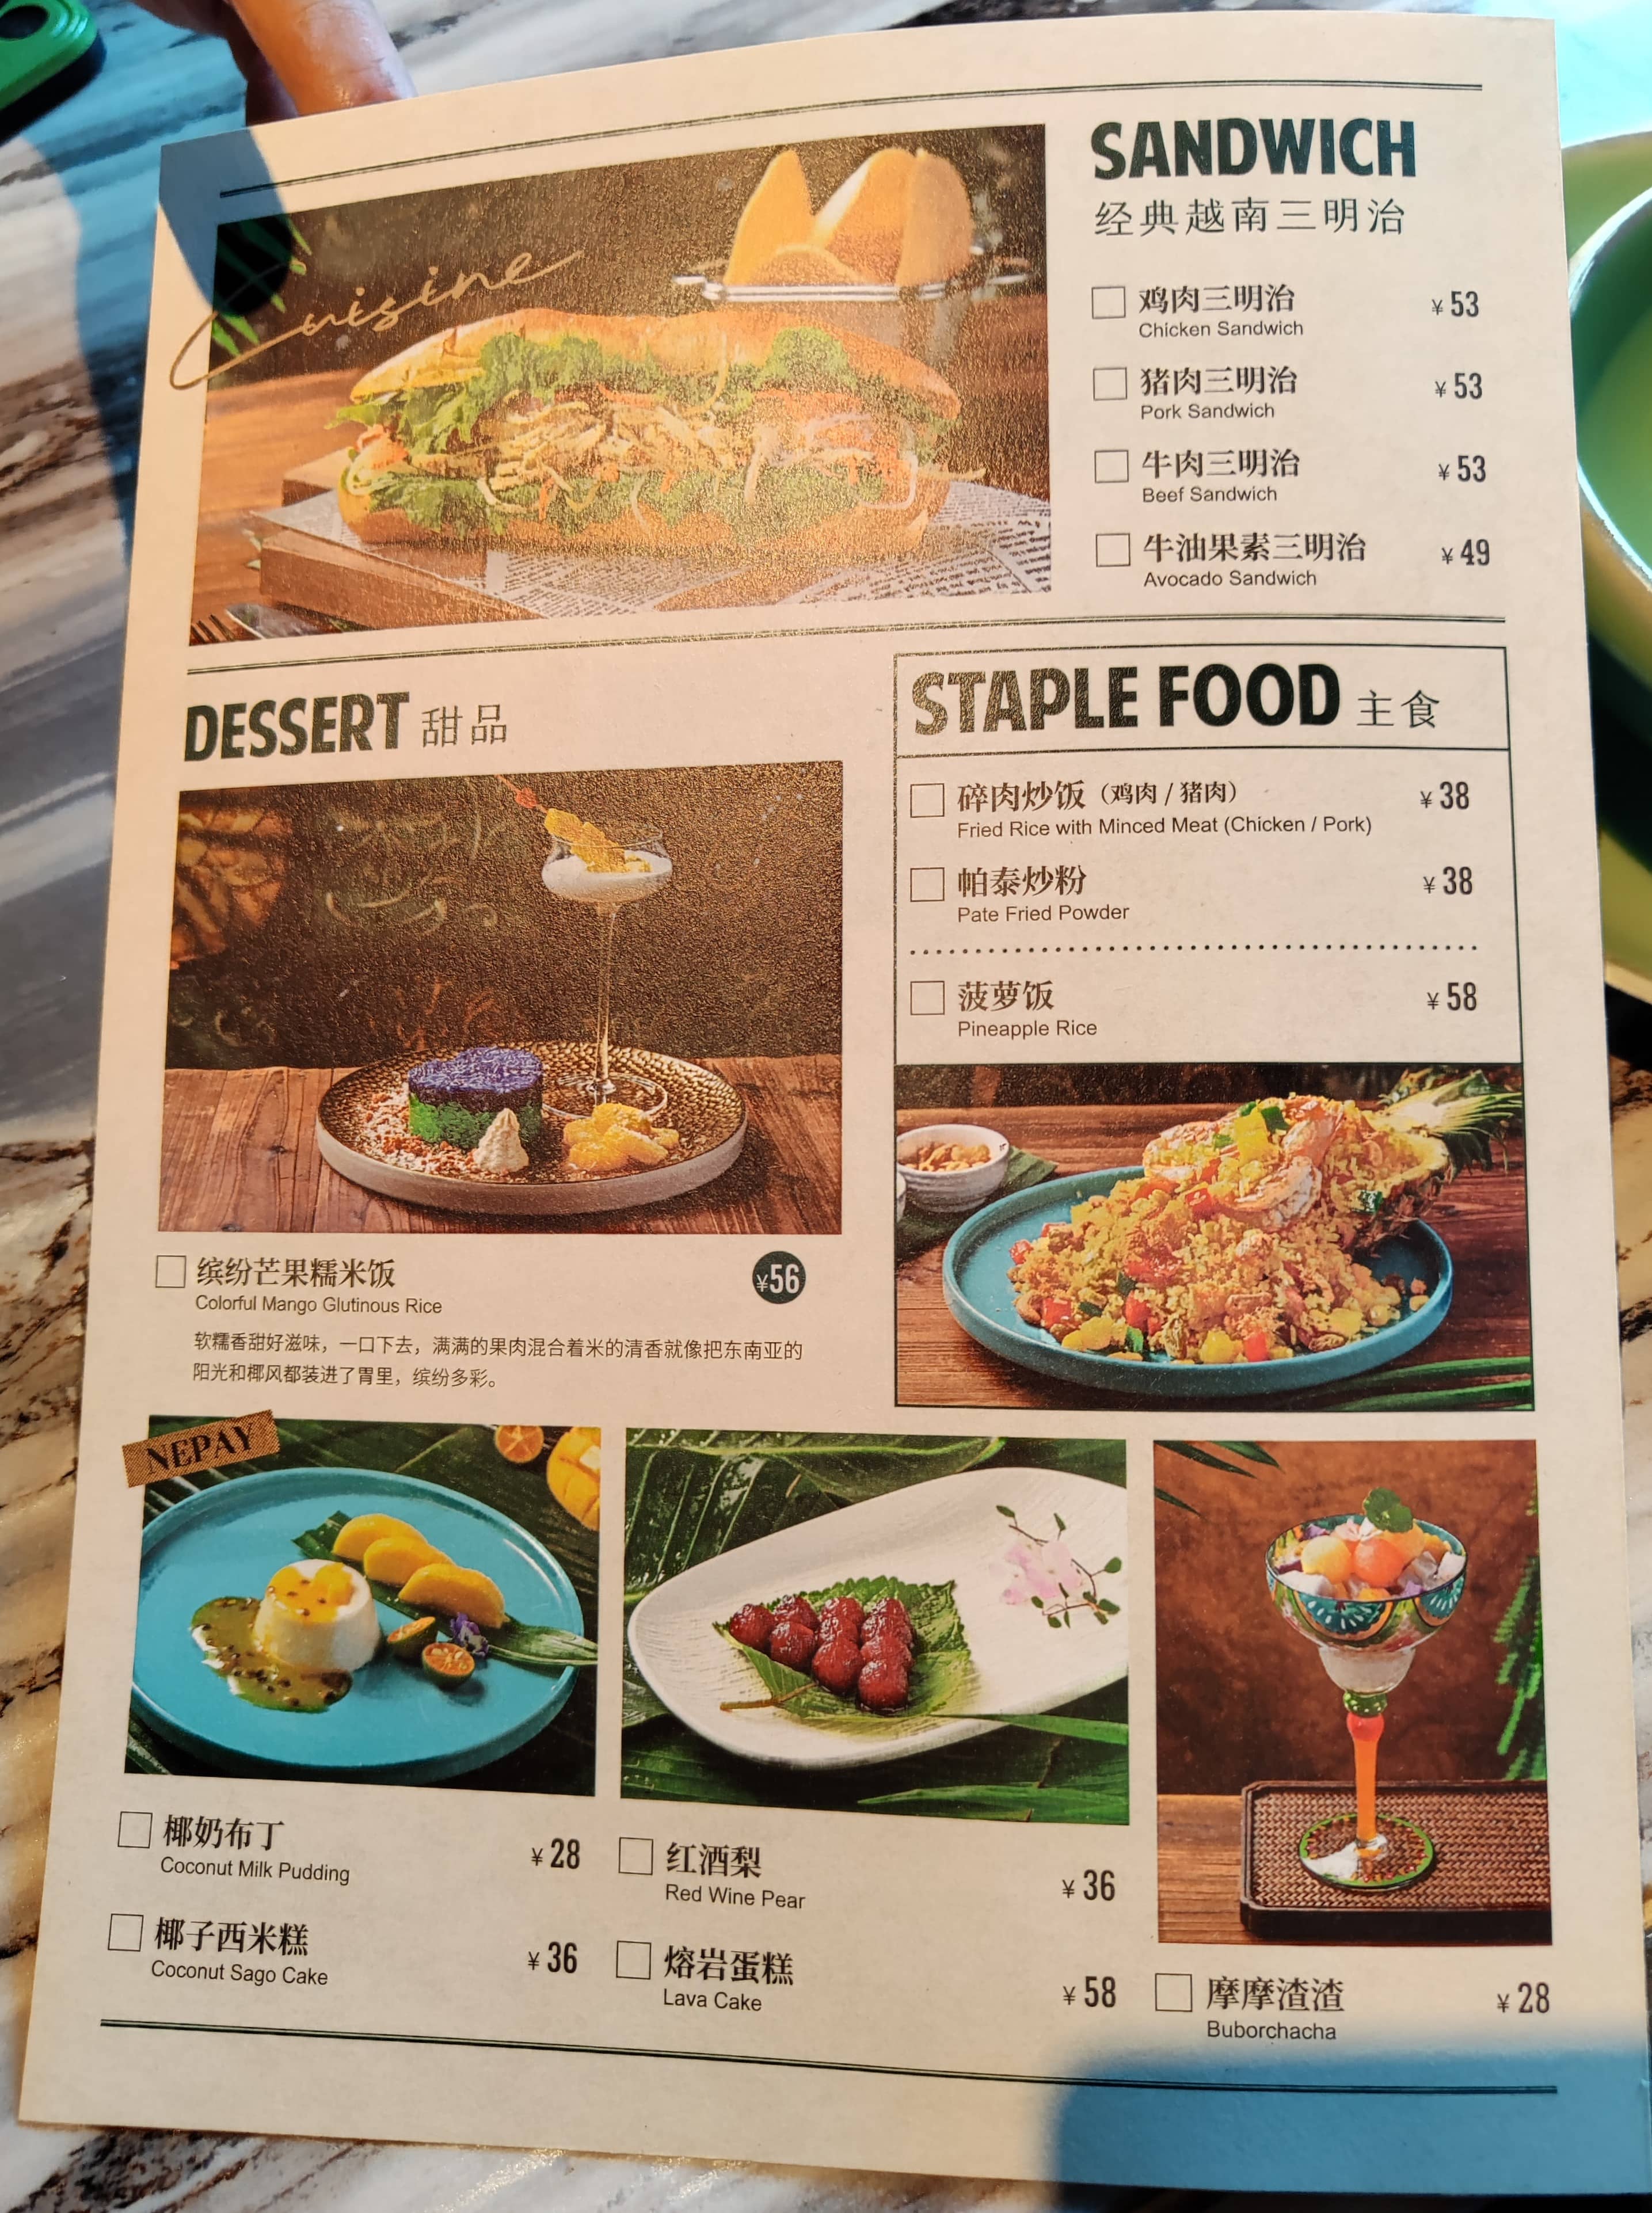 Cuisine
SANDWICH
经典越南三明治
鸡肉三明治 ¥53
Chicken Sandwich
猪肉三明治 ¥53
Pork Sandwich
牛肉三明治 ¥53
Beef Sandwich
牛油果素三明治 ¥49
Avocado Sandwich
DESSERT 甜品
缤纷芒果糯米饭 ¥56
Colorful Mango Glutinous Rice
软糯香甜好滋味，一口下去，满满的果肉混合着米的清香就像把东南亚的
阳光和椰风都装进了胃里，缤纷多彩。
STAPLE FOOD 主食
碎肉炒饭（鸡肉 / 猪肉） ¥38
Fried Rice with Minced Meat (Chicken / Pork)
帕泰炒粉 ¥38
Pate Fried Powder
菠萝饭 ¥58
Pineapple Rice
NEPAY
椰奶布丁 ¥28
Coconut Milk Pudding
椰子西米糕 ¥36
Coconut Sago Cake
红酒梨 ¥36
Red Wine Pear
熔岩蛋糕 ¥58
Lava Cake
摩摩渣渣 ¥28
Buborchacha